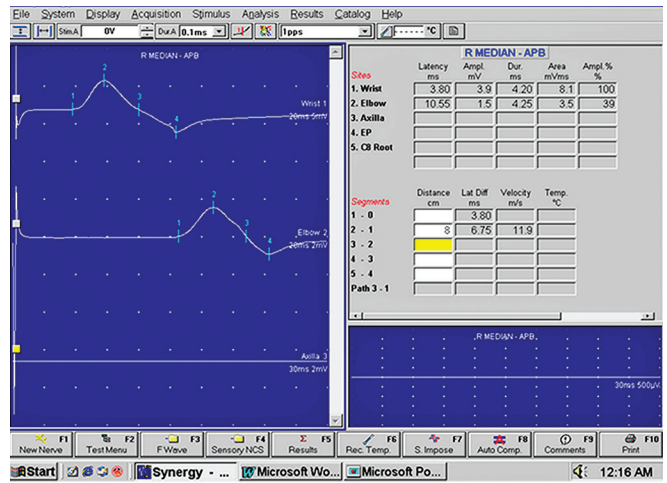 File System Display Acquisition Stimulus Analysis Results Catalog Help
Stim.A 0V Dur.A 0.1ms 1pps °C
R MEDIAN - APB
2
1
3
Wrist 1
4
20ms 5mV
2
1
3
Elbow 2
4
20ms 2mV
Axilla 3
30ms 2mV
R MEDIAN - APB
Latency Ampl. Dur. Area Ampl.%
Sites ms mV ms mVms %
1. Wrist 3.80 3.9 4.20 8.1 100
2. Elbow 10.55 1.5 4.25 3.5 39
3. Axilla
4. EP
5. C8 Root
Distance Lat Diff Velocity Temp.
Segments cm ms m/s °C
1 - 0 3.80
2 - 1 8 6.75 11.9
3 - 2
4 - 3
5 - 4
Path 3 - 1
R MEDIAN - APB
30ms 500µV
F1 F2 F3 F4 F5 F6 F7 F8 F9 F10
New Nerve Test Menu F Wave Sensory NCS Results Rec. Temp. S. Impose Auto Comp. Comments Print
Start Synergy - ... Microsoft Wo... Microsoft Po... 12:16 AM